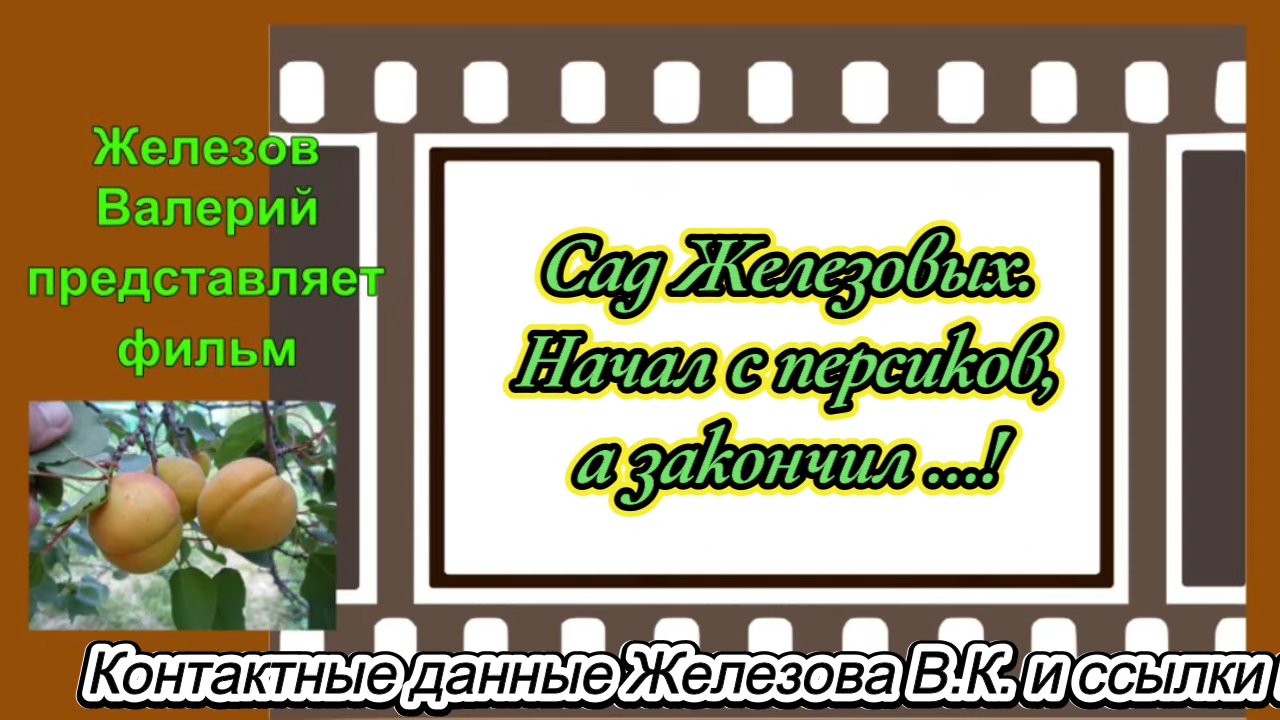 Железов
Валерий
представляет
фильм
Сад Железовых.
Начал с персиков,
а закончил ...!
Контактные данные Железова В.К. и ссылки